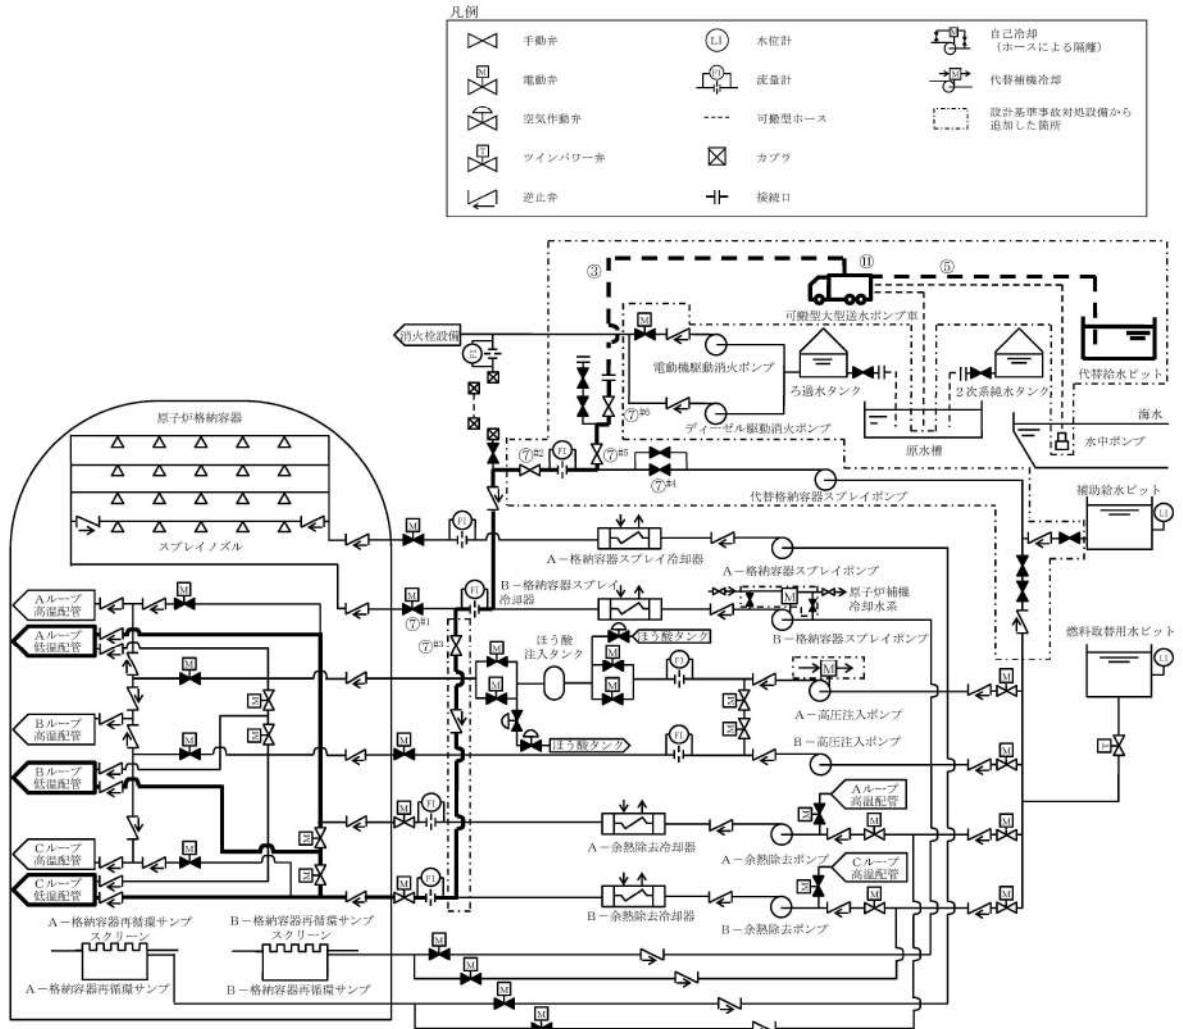 凡例
手動弁
電動弁
空気作動弁
ツインパワー弁
逆止弁
LI
水位計
FI
流量計
可搬型ホース
カプラ
接続口
自己冷却
(ホースによる隔離)
代替補機冷却
設計基準事故対処設備から
追加した箇所
③
⑪
⑤
可搬型大型送水ポンプ車
消火栓設備
電動機駆動消火ポンプ
ろ過水タンク
2次系純水タンク
代替給水ピット
⑦#6
ディーゼル駆動消火ポンプ
原水槽
海水
水中ポンプ
⑦#2
⑦#5
⑦#4
代替格納容器スプレイポンプ
補助給水ピット
原子炉格納容器
スプレイノズル
A-格納容器スプレイ冷却器
A-格納容器スプレイポンプ
B-格納容器スプレイ
冷却器
原子炉補機
冷却水系
B-格納容器スプレイポンプ
⑦#1
⑦#3
燃料取替用水ピット
ほう酸
注入タンク
ほう酸タンク
ほう酸タンク
A-高圧注入ポンプ
B-高圧注入ポンプ
Aループ
高温配管
Aループ
低温配管
Bループ
高温配管
Bループ
低温配管
Cループ
高温配管
Cループ
低温配管
Aループ
高温配管
A-余熱除去冷却器
A-余熱除去ポンプ
Cループ
高温配管
B-余熱除去冷却器
B-余熱除去ポンプ
A-格納容器再循環サンプ
スクリーン
B-格納容器再循環サンプ
スクリーン
A-格納容器再循環サンプ
B-格納容器再循環サンプ